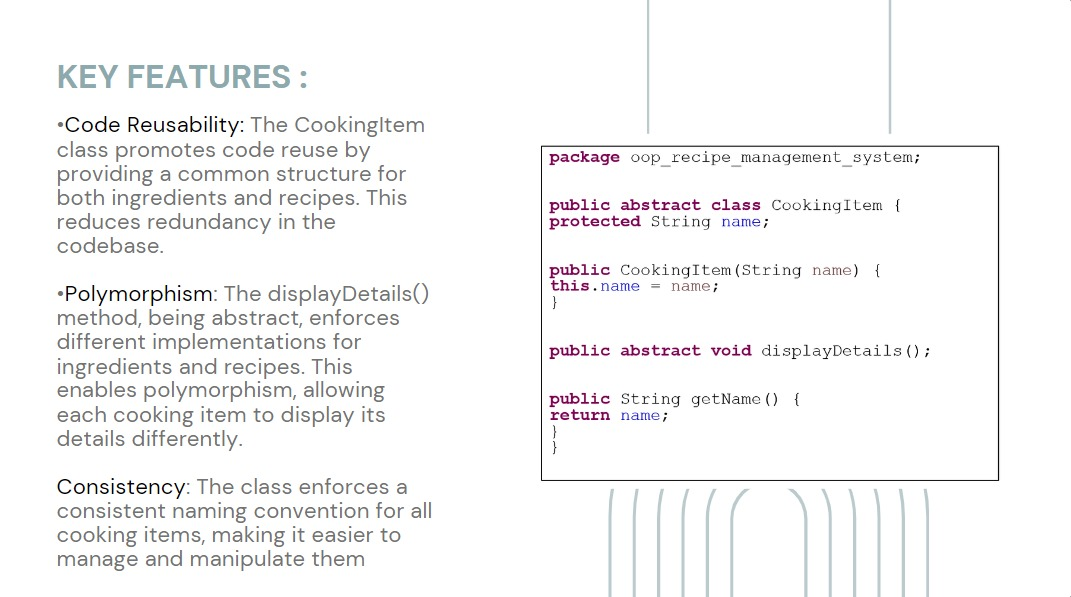 KEY FEATURES :
•Code Reusability: The CookingItem
class promotes code reuse by
providing a common structure for
both ingredients and recipes. This
reduces redundancy in the
codebase.
•Polymorphism: The displayDetails()
method, being abstract, enforces
different implementations for
ingredients and recipes. This
enables polymorphism, allowing
each cooking item to display its
details differently.
Consistency: The class enforces a
consistent naming convention for all
cooking items, making it easier to
manage and manipulate them
package oop_recipe_management_system;
public abstract class CookingItem {
protected String name;
public CookingItem(String name) {
this.name = name;
}
public abstract void displayDetails();
public String getName() {
return name;
}
}